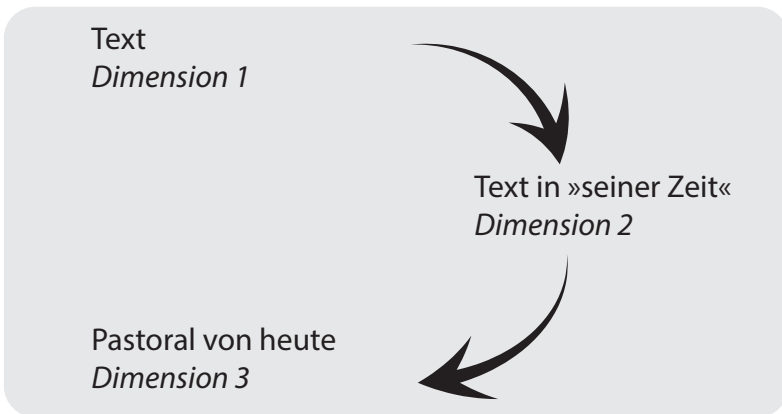 Text
Dimension 1
Text in »seiner Zeit«
Dimension 2
Pastoral von heute
Dimension 3